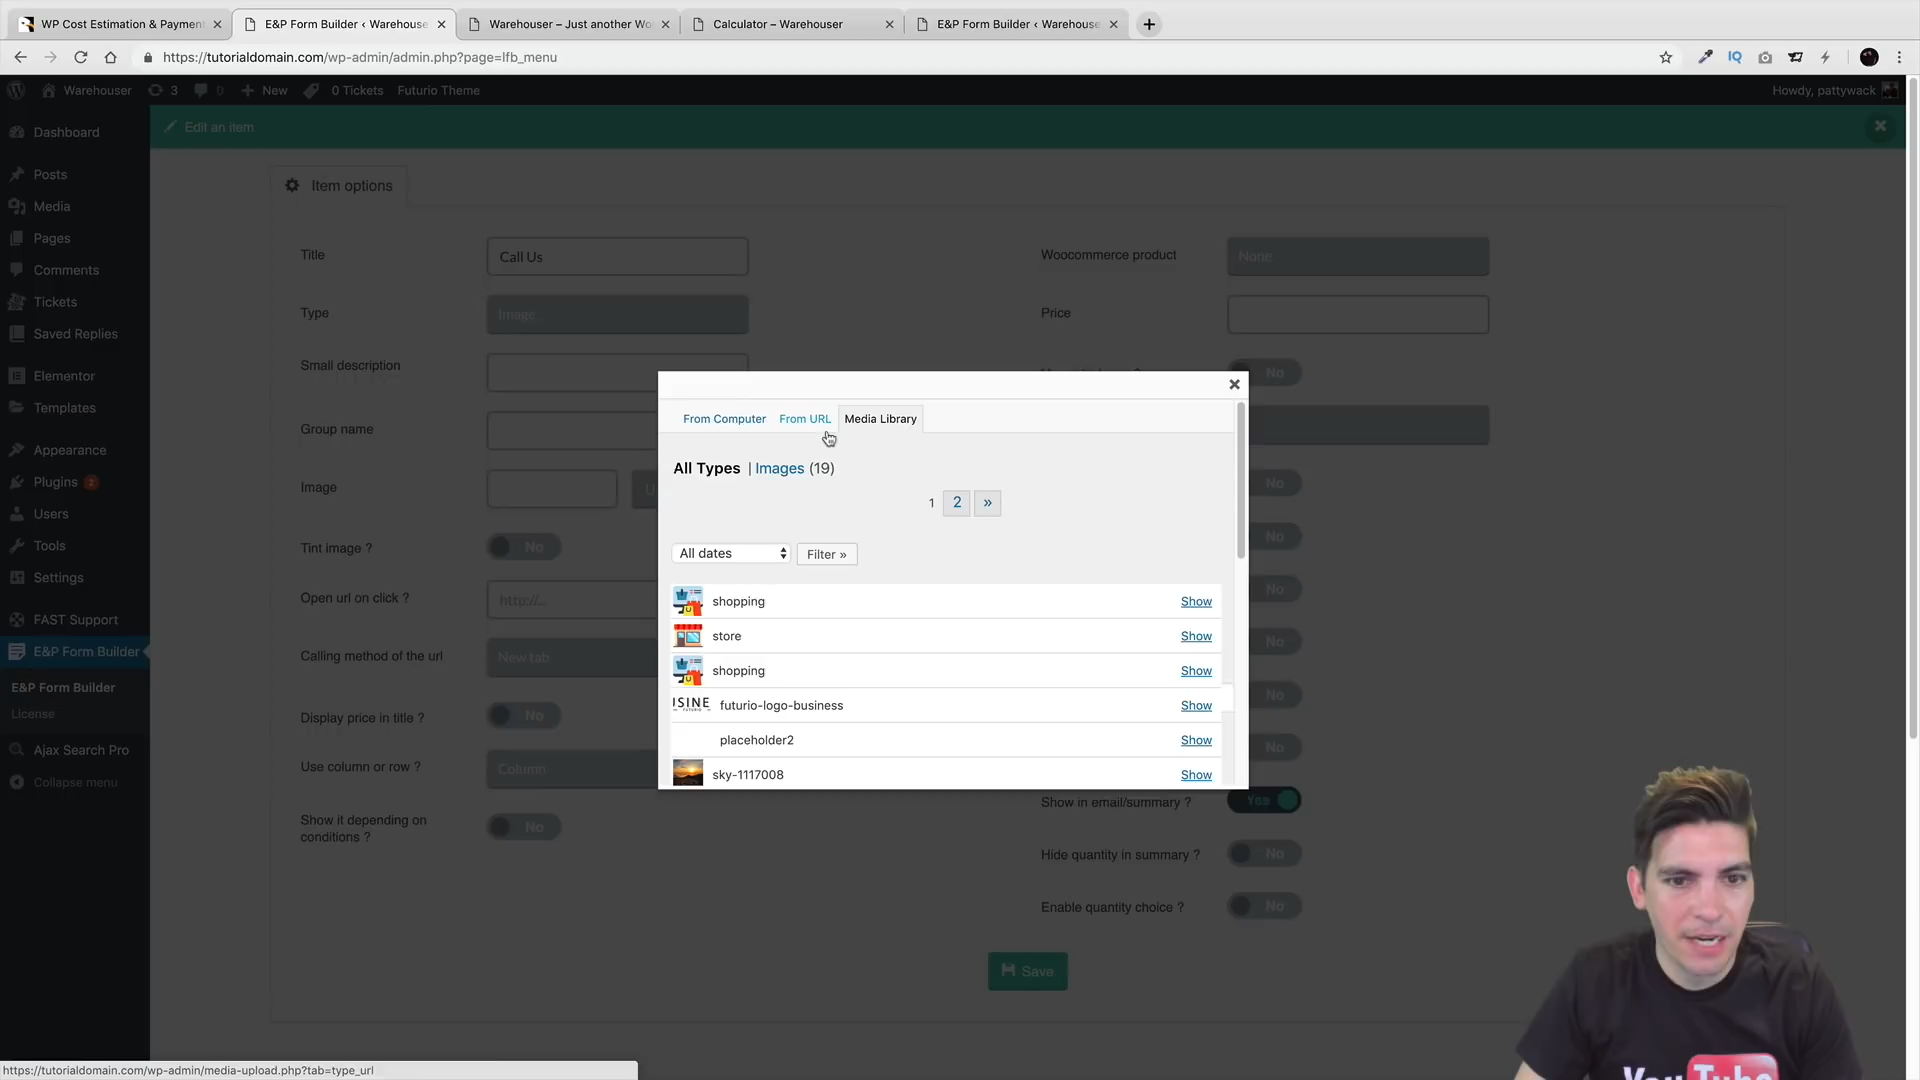 WP Cost Estimation & Payment
E&P Form Builder ‹ Warehouse
Warehouser – Just another Wo
Calculator – Warehouser
E&P Form Builder ‹ Warehouse
https://tutorialdomain.com/wp-admin/admin.php?page=lfb_menu
IQ
Warehouser
3
0
New
0 Tickets
Futurio Theme
Howdy, pattywack
Dashboard
Posts
Media
Pages
Comments
Tickets
Saved Replies
Elementor
Templates
Appearance
Plugins 2
Users
Tools
Settings
FAST Support
E&P Form Builder
E&P Form Builder
License
Ajax Search Pro
Collapse menu
Edit an item
Item options
Title
Call Us
Type
Image
Small description
Group name
Image
Tint image ?
No
Open url on click ?
http://...
Calling method of the url
New tab
Display price in title ?
No
Use column or row ?
Column
Show it depending on
conditions ?
No
Woocommerce product
None
Price
No
No
No
No
No
No
No
Show in email/summary ?
Yes
Hide quantity in summary ?
No
Enable quantity choice ?
No
Save
From Computer
From URL
Media Library
All Types | Images (19)
1 2 »
All dates
Filter »
shopping Show
store Show
shopping Show
ISINE
FUTURIO
futurio-logo-business Show
placeholder2 Show
sky-1117008 Show
https://tutorialdomain.com/wp-admin/media-upload.php?tab=type_url
You Tube